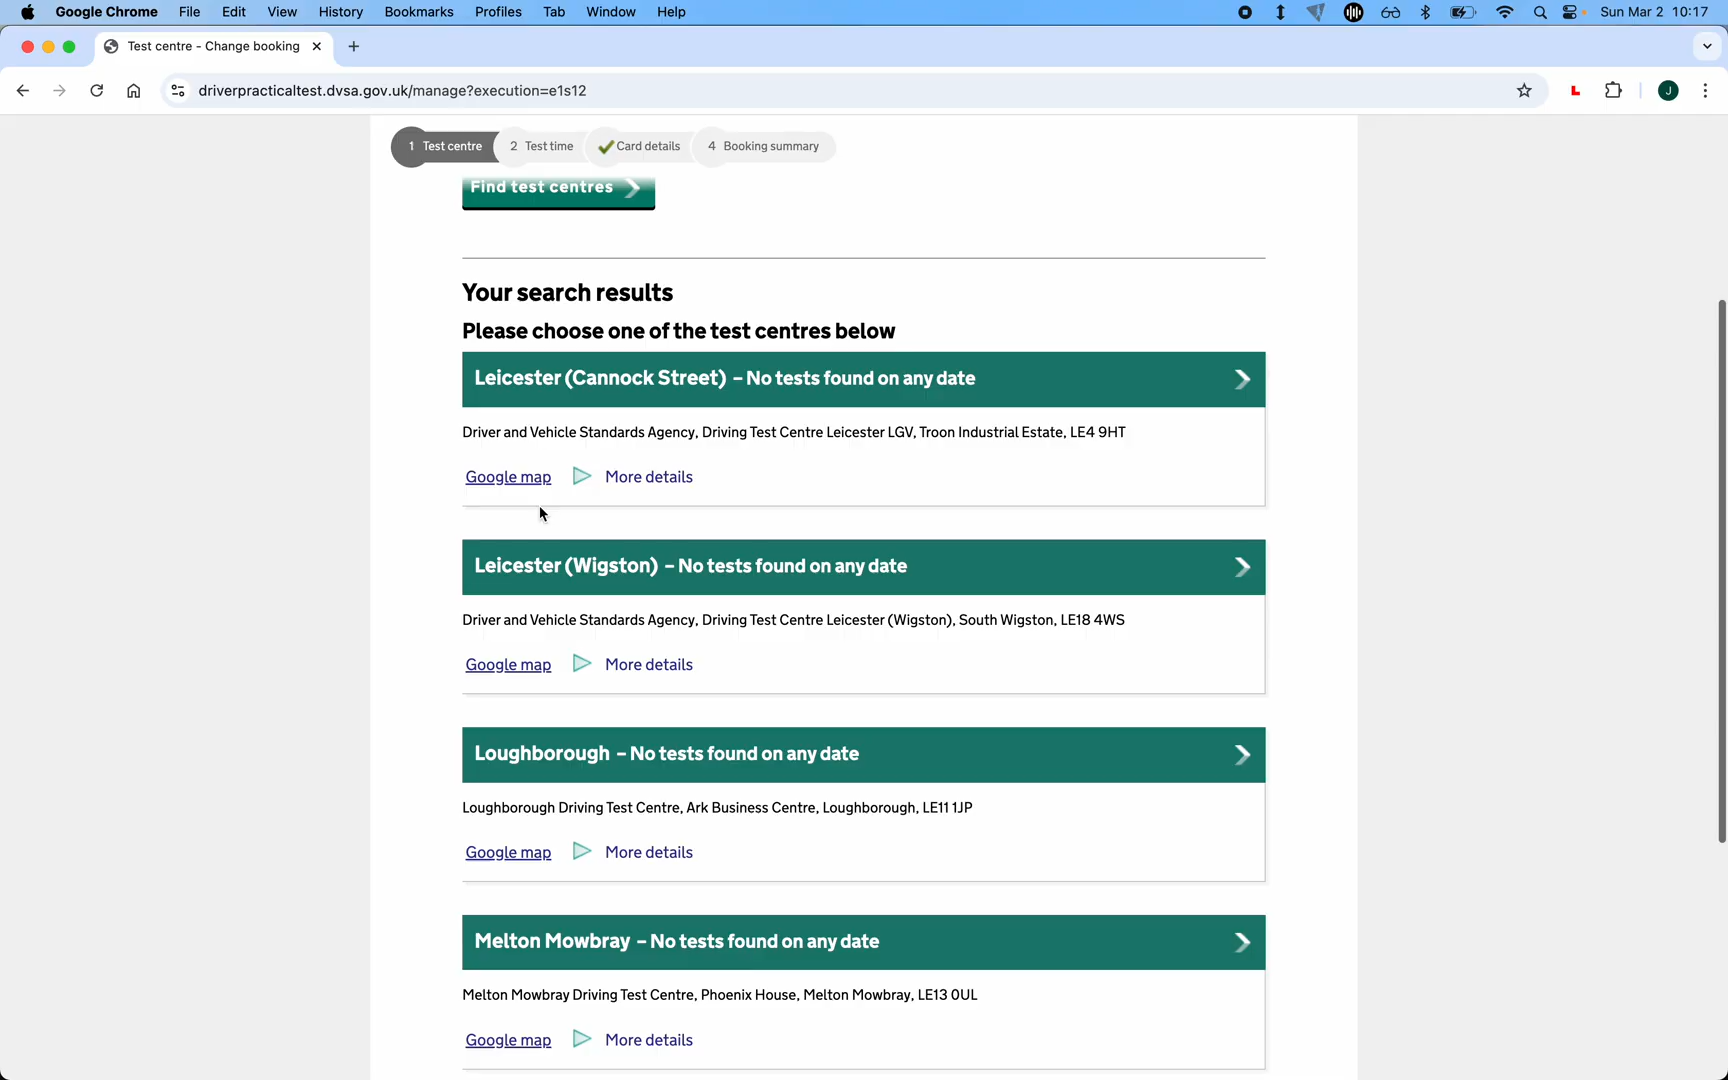 Google Chrome File Edit View History Bookmarks Profiles Tab Window Help Sun Mar 2 10:17
Test centre - Change booking
driverpracticaltest.dvsa.gov.uk/manage?execution=e1s12 L J
1 Test centre 2 Test time Card details 4 Booking summary
Find test centres
Your search results
Please choose one of the test centres below
Leicester (Cannock Street) – No tests found on any date
Driver and Vehicle Standards Agency, Driving Test Centre Leicester LGV, Troon Industrial Estate, LE4 9HT
Google map More details
Leicester (Wigston) – No tests found on any date
Driver and Vehicle Standards Agency, Driving Test Centre Leicester (Wigston), South Wigston, LE18 4WS
Google map More details
Loughborough – No tests found on any date
Loughborough Driving Test Centre, Ark Business Centre, Loughborough, LE11 1JP
Google map More details
Melton Mowbray – No tests found on any date
Melton Mowbray Driving Test Centre, Phoenix House, Melton Mowbray, LE13 0UL
Google map More details